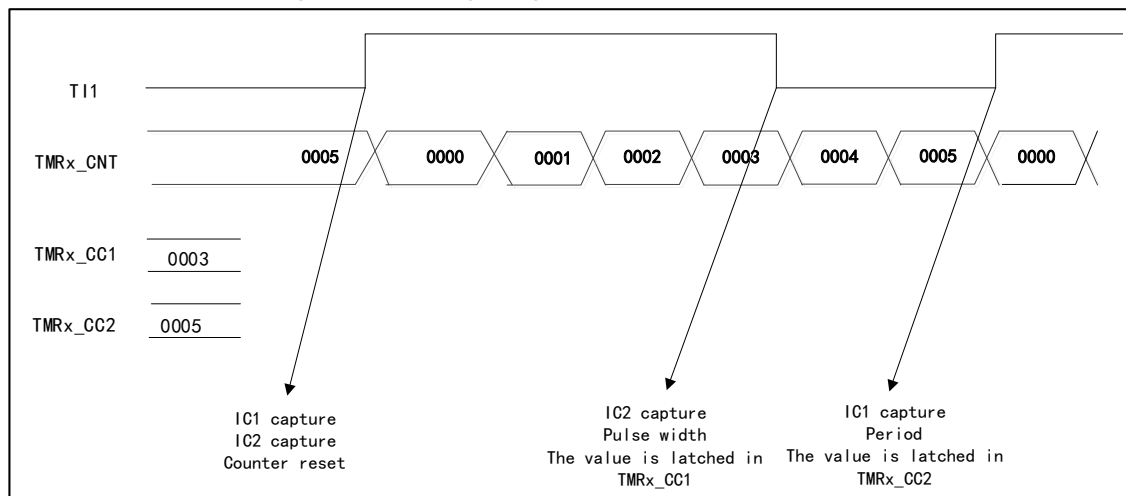 TI1
TMRx_CNT
0005
0000
0001
0002
0003
0004
0005
0000
TMRx_CC1
0003
TMRx_CC2
0005
IC1 capture
IC2 capture
Counter reset
IC2 capture
Pulse width
The value is latched in
TMRx_CC1
IC1 capture
Period
The value is latched in
TMRx_CC2